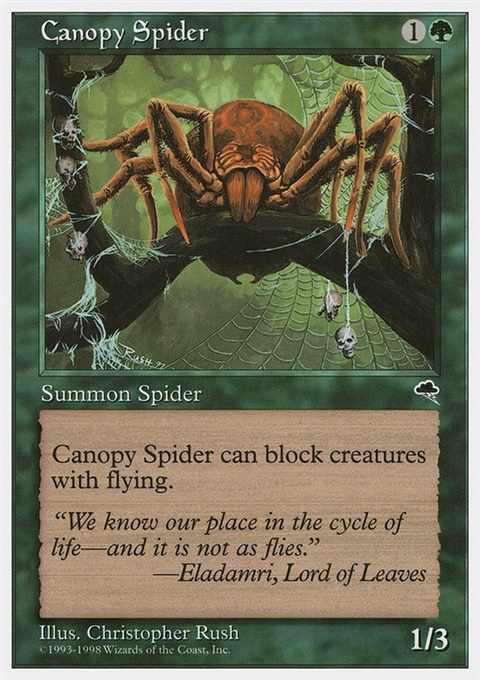 Canopy Spider 1
RUSH 97
Summon Spider
Canopy Spider can block creatures
with flying.
“We know our place in the cycle of
life—and it is not as flies.”
—Eladamri, Lord of Leaves
Illus. Christopher Rush
©1993-1998 Wizards of the Coast, Inc.
1/3